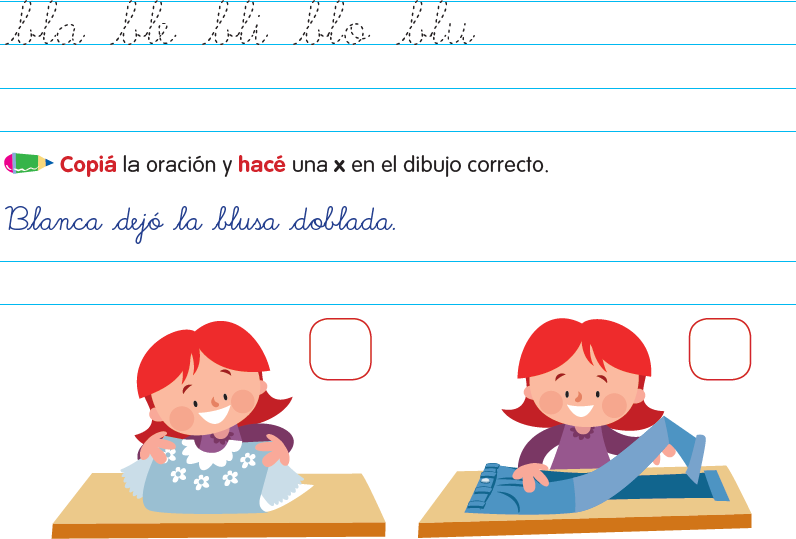 bla ble bli blo blu
Copiá la oración y hacé una x en el dibujo correcto.
Blanca dejó la blusa doblada.